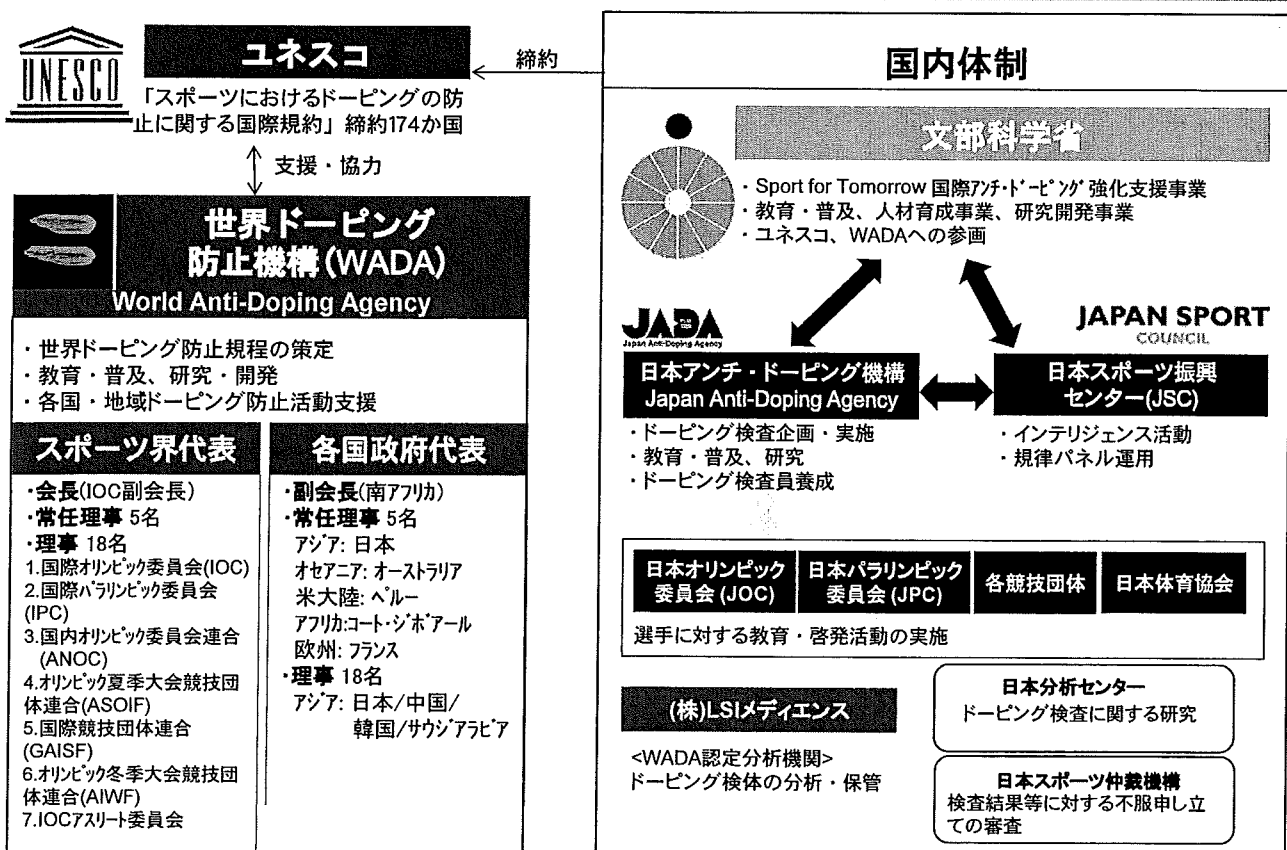 UNESCO
ユネスコ
「スポーツにおけるドーピングの防
止に関する国際規約」締約174か国
締約
支援・協力
世界ドーピング
防止機構(WADA)
World Anti-Doping Agency
・世界ドーピング防止規程の策定
・教育・普及、研究・開発
・各国・地域ドーピング防止活動支援
スポーツ界代表
・会長(IOC副会長)
・常任理事 5名
・理事 18名
1.国際オリンピック委員会(IOC)
2.国際パラリンピック委員会
(IPC)
3.国内オリンピック委員会連合
(ANOC)
4.オリンピック夏季大会競技団
体連合(ASOIF)
5.国際競技団体連合
(GAISF)
6.オリンピック冬季大会競技団
体連合(AIWF)
7.IOCアスリート委員会
各国政府代表
・副会長(南アフリカ)
・常任理事 5名
アジア: 日本
オセアニア: オーストラリア
米大陸: ペルー
アフリカ:コート・ジボアール
欧州: フランス
・理事 18名
アジア: 日本/中国/
韓国/サウジアラビア
国内体制
文部科学省
・Sport for Tomorrow 国際アンチ・ドーピング強化支援事業
・教育・普及、人材育成事業、研究開発事業
・ユネスコ、WADAへの参画
JADA
Japan Anti-Doping Agency
日本アンチ・ドーピング機構
Japan Anti-Doping Agency
・ドーピング検査企画・実施
・教育・普及、研究
・ドーピング検査員養成
JAPAN SPORT
COUNCIL
日本スポーツ振興
センター(JSC)
・インテリジェンス活動
・規律パネル運用
日本オリンピック
委員会 (JOC)
日本パラリンピック
委員会 (JPC)
各競技団体
日本体育協会
選手に対する教育・啓発活動の実施
(株)LSIメディエンス
<WADA認定分析機関>
ドーピング検体の分析・保管
日本分析センター
ドーピング検査に関する研究
日本スポーツ仲裁機構
検査結果等に対する不服申し立
ての審査